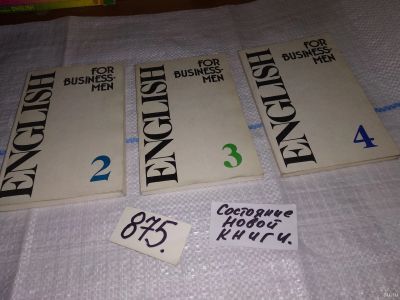 ENGLISH
FOR
BUSINESS-
MEN
2
ENGLISH
FOR
BUSINESS-
MEN
3
ENGLISH
FOR
BUSINESS-
MEN
4
875.
Состояние
новой
книги.